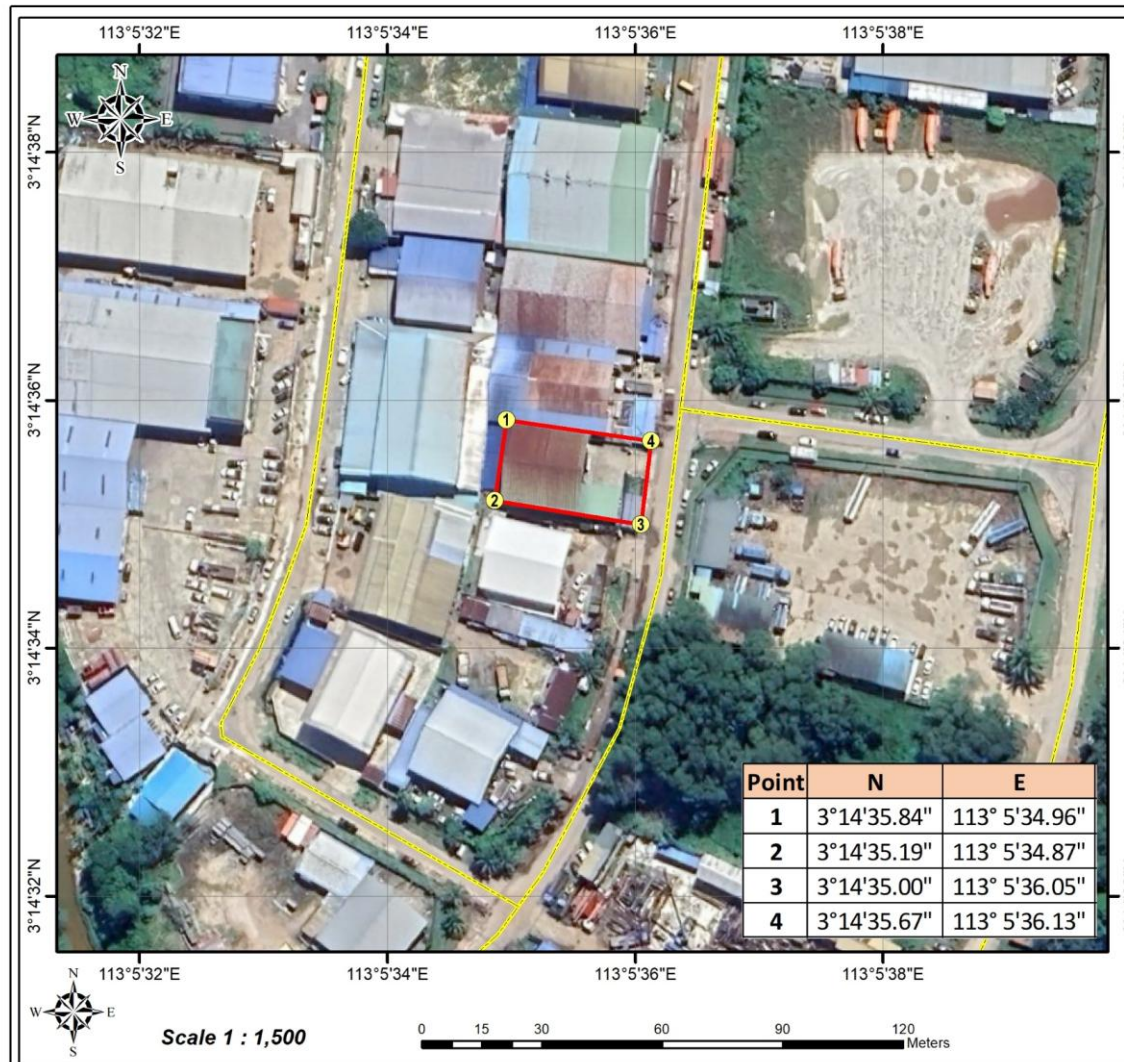 113°5'32"E 113°5'34"E 113°5'36"E 113°5'38"E
N
W E
S
3°14'38"N
3°14'36"N
1
4
2
3
3°14'34"N
Point N E
1 3°14'35.84" 113° 5'34.96"
2 3°14'35.19" 113° 5'34.87"
3 3°14'35.00" 113° 5'36.05"
4 3°14'35.67" 113° 5'36.13"
3°14'32"N
113°5'32"E 113°5'34"E 113°5'36"E 113°5'38"E
N
W E
S
Scale 1 : 1,500
0 15 30 60 90 120
Meters